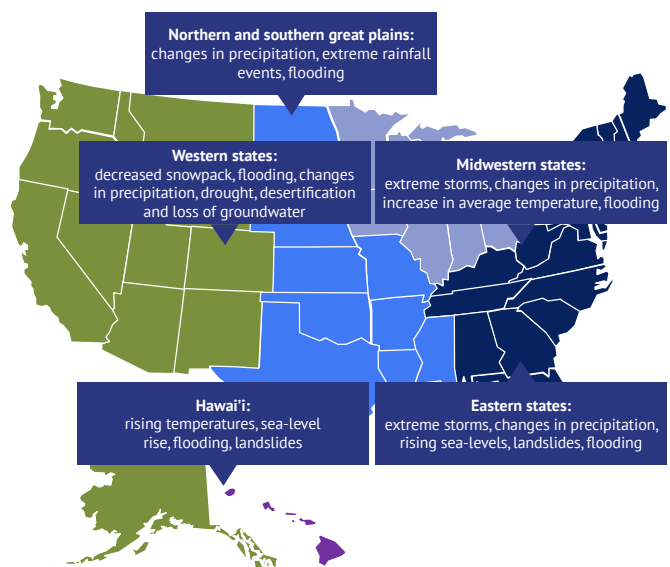 Northern and southern great plains:
changes in precipitation, extreme rainfall
events, flooding
Western states:
decreased snowpack, flooding, changes
in precipitation, drought, desertification
and loss of groundwater
Midwestern states:
extreme storms, changes in precipitation,
increase in average temperature, flooding
Hawai'i:
rising temperatures, sea-level
rise, flooding, landslides
Eastern states:
extreme storms, changes in precipitation,
rising sea-levels, landslides, flooding